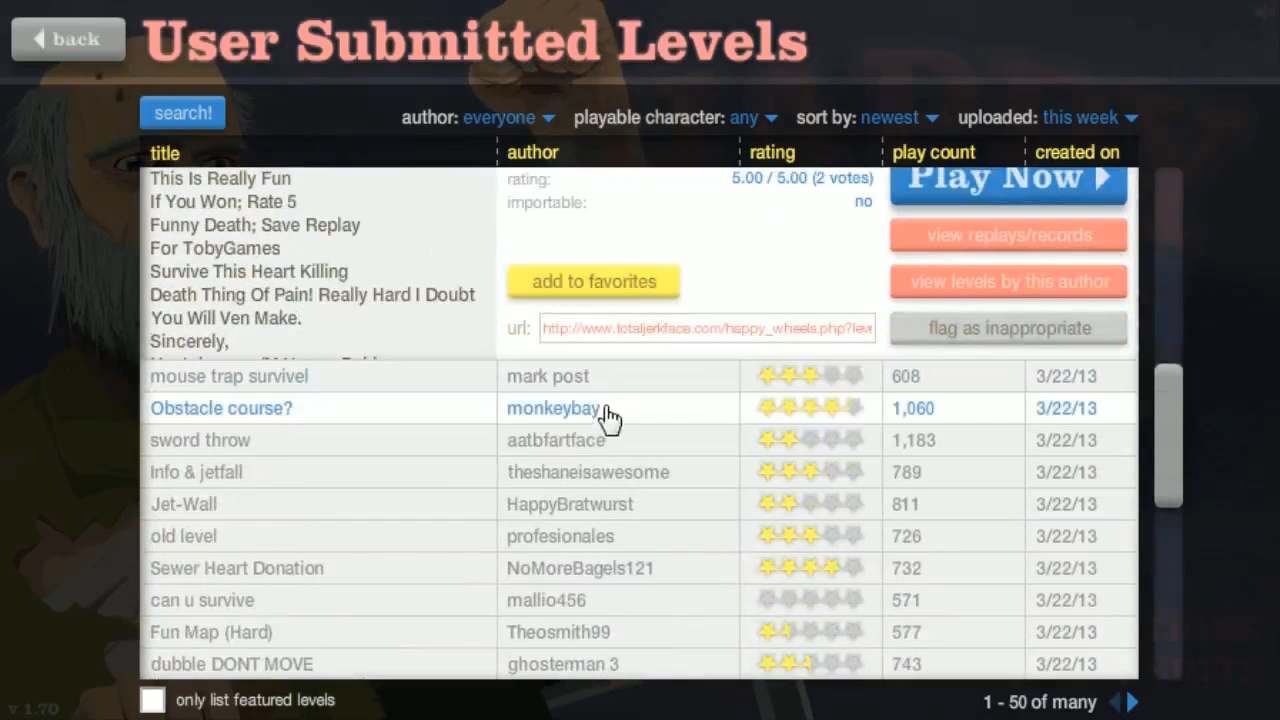 back
User Submitted Levels
search!
author: everyone playable character: any sort by: newest uploaded: this week
title author rating play count created on
This Is Really Fun
If You Won; Rate 5
Funny Death; Save Replay
For TobyGames
Survive This Heart Killing
Death Thing Of Pain! Really Hard I Doubt
You Will Ven Make.
Sincerely,
rating: 5.00 / 5.00 (2 votes)
importable: no
add to favorites
url: http://www.totaljerkface.com/happy_wheels.php?lev
Play Now
view replays/records
view levels by this author
flag as inappropriate
mouse trap survivel mark post 608 3/22/13
Obstacle course? monkeybay 1,060 3/22/13
sword throw aatbfartface 1,183 3/22/13
Info & jetfall theshaneisawesome 789 3/22/13
Jet-Wall HappyBratwurst 811 3/22/13
old level profesionales 726 3/22/13
Sewer Heart Donation NoMoreBagels121 732 3/22/13
can u survive mallio456 571 3/22/13
Fun Map (Hard) Theosmith99 577 3/22/13
dubble DONT MOVE ghosterman 3 743 3/22/13
only list featured levels
1 - 50 of many
v 1.70